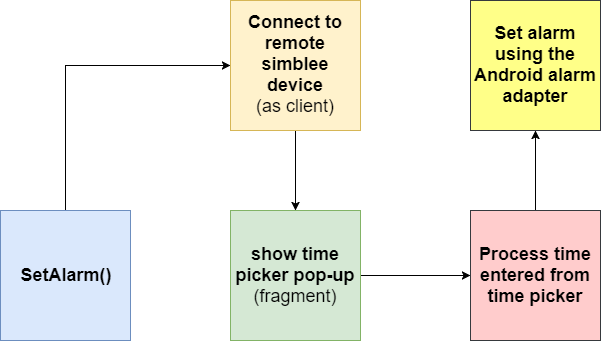 Connect to
remote
simblee
device
(as client)
Set alarm
using the
Android alarm
adapter
SetAlarm()
show time
picker pop-up
(fragment)
Process time
entered from
time picker